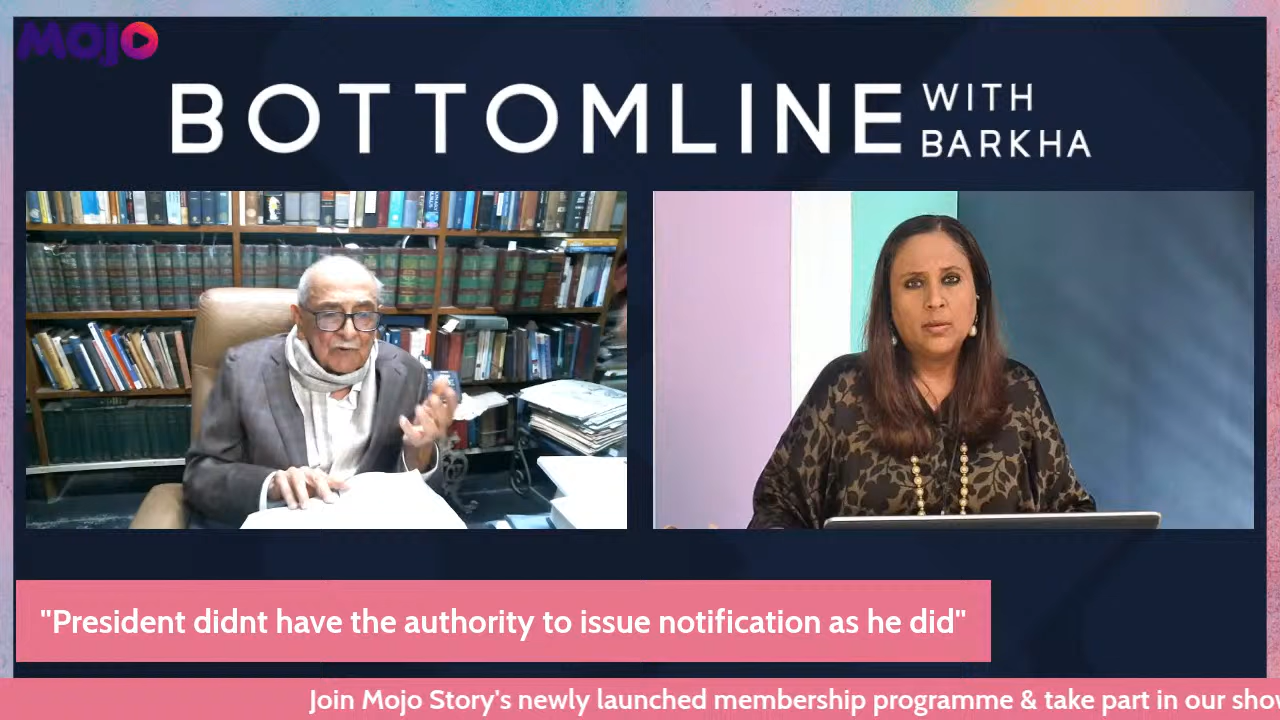 MOJO
BOTTOMLINE WITH
BARKHA
"President didnt have the authority to issue notification as he did"
Join Mojo Story's newly launched membership programme & take part in our sho